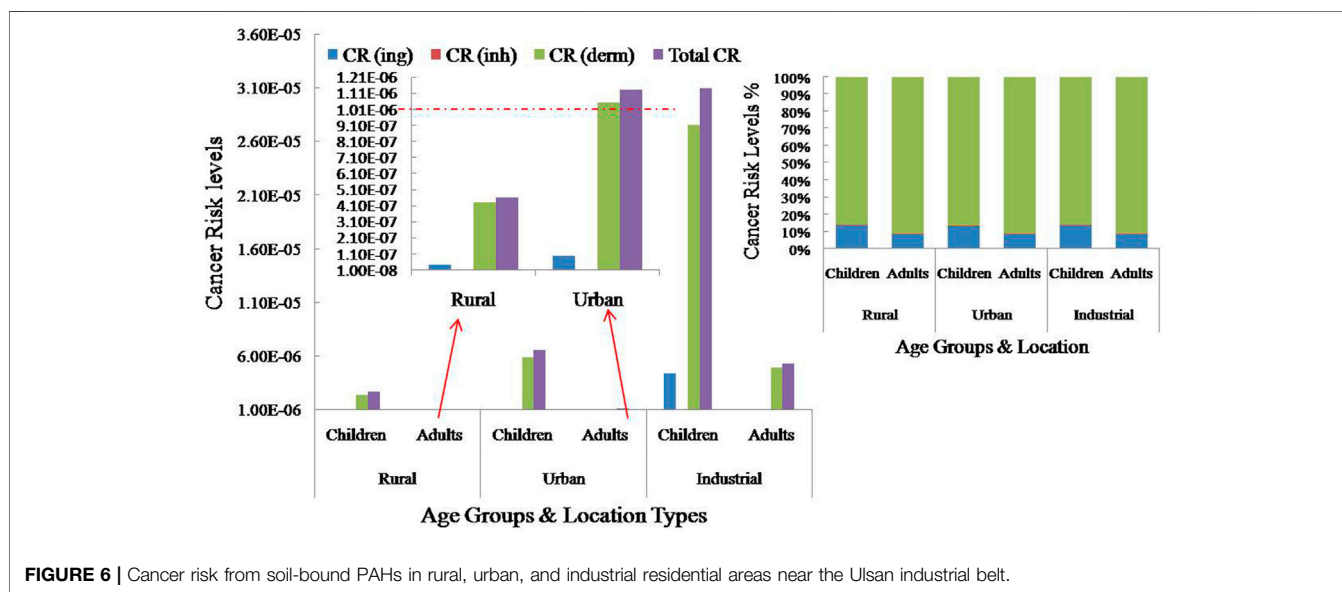 3.60E-05
3.10E-05
2.60E-05
2.10E-05
1.60E-05
1.10E-05
6.00E-06
1.00E-06
Cancer Risk levels
CR (ing) CR (inh) CR (derm) Total CR
1.21E-06
1.11E-06
1.01E-06
9.10E-07
8.10E-07
7.10E-07
6.10E-07
5.10E-07
4.10E-07
3.10E-07
2.10E-07
1.10E-07
1.00E-08
Rural Urban
Children Adults Children Adults Children Adults
Rural Urban Industrial
Age Groups & Location Types
100%
90%
80%
70%
60%
50%
40%
30%
20%
10%
0%
Cancer Risk Levels %
Children Adults Children Adults Children Adults
Rural Urban Industrial
Age Groups & Location
FIGURE 6 | Cancer risk from soil-bound PAHs in rural, urban, and industrial residential areas near the Ulsan industrial belt.